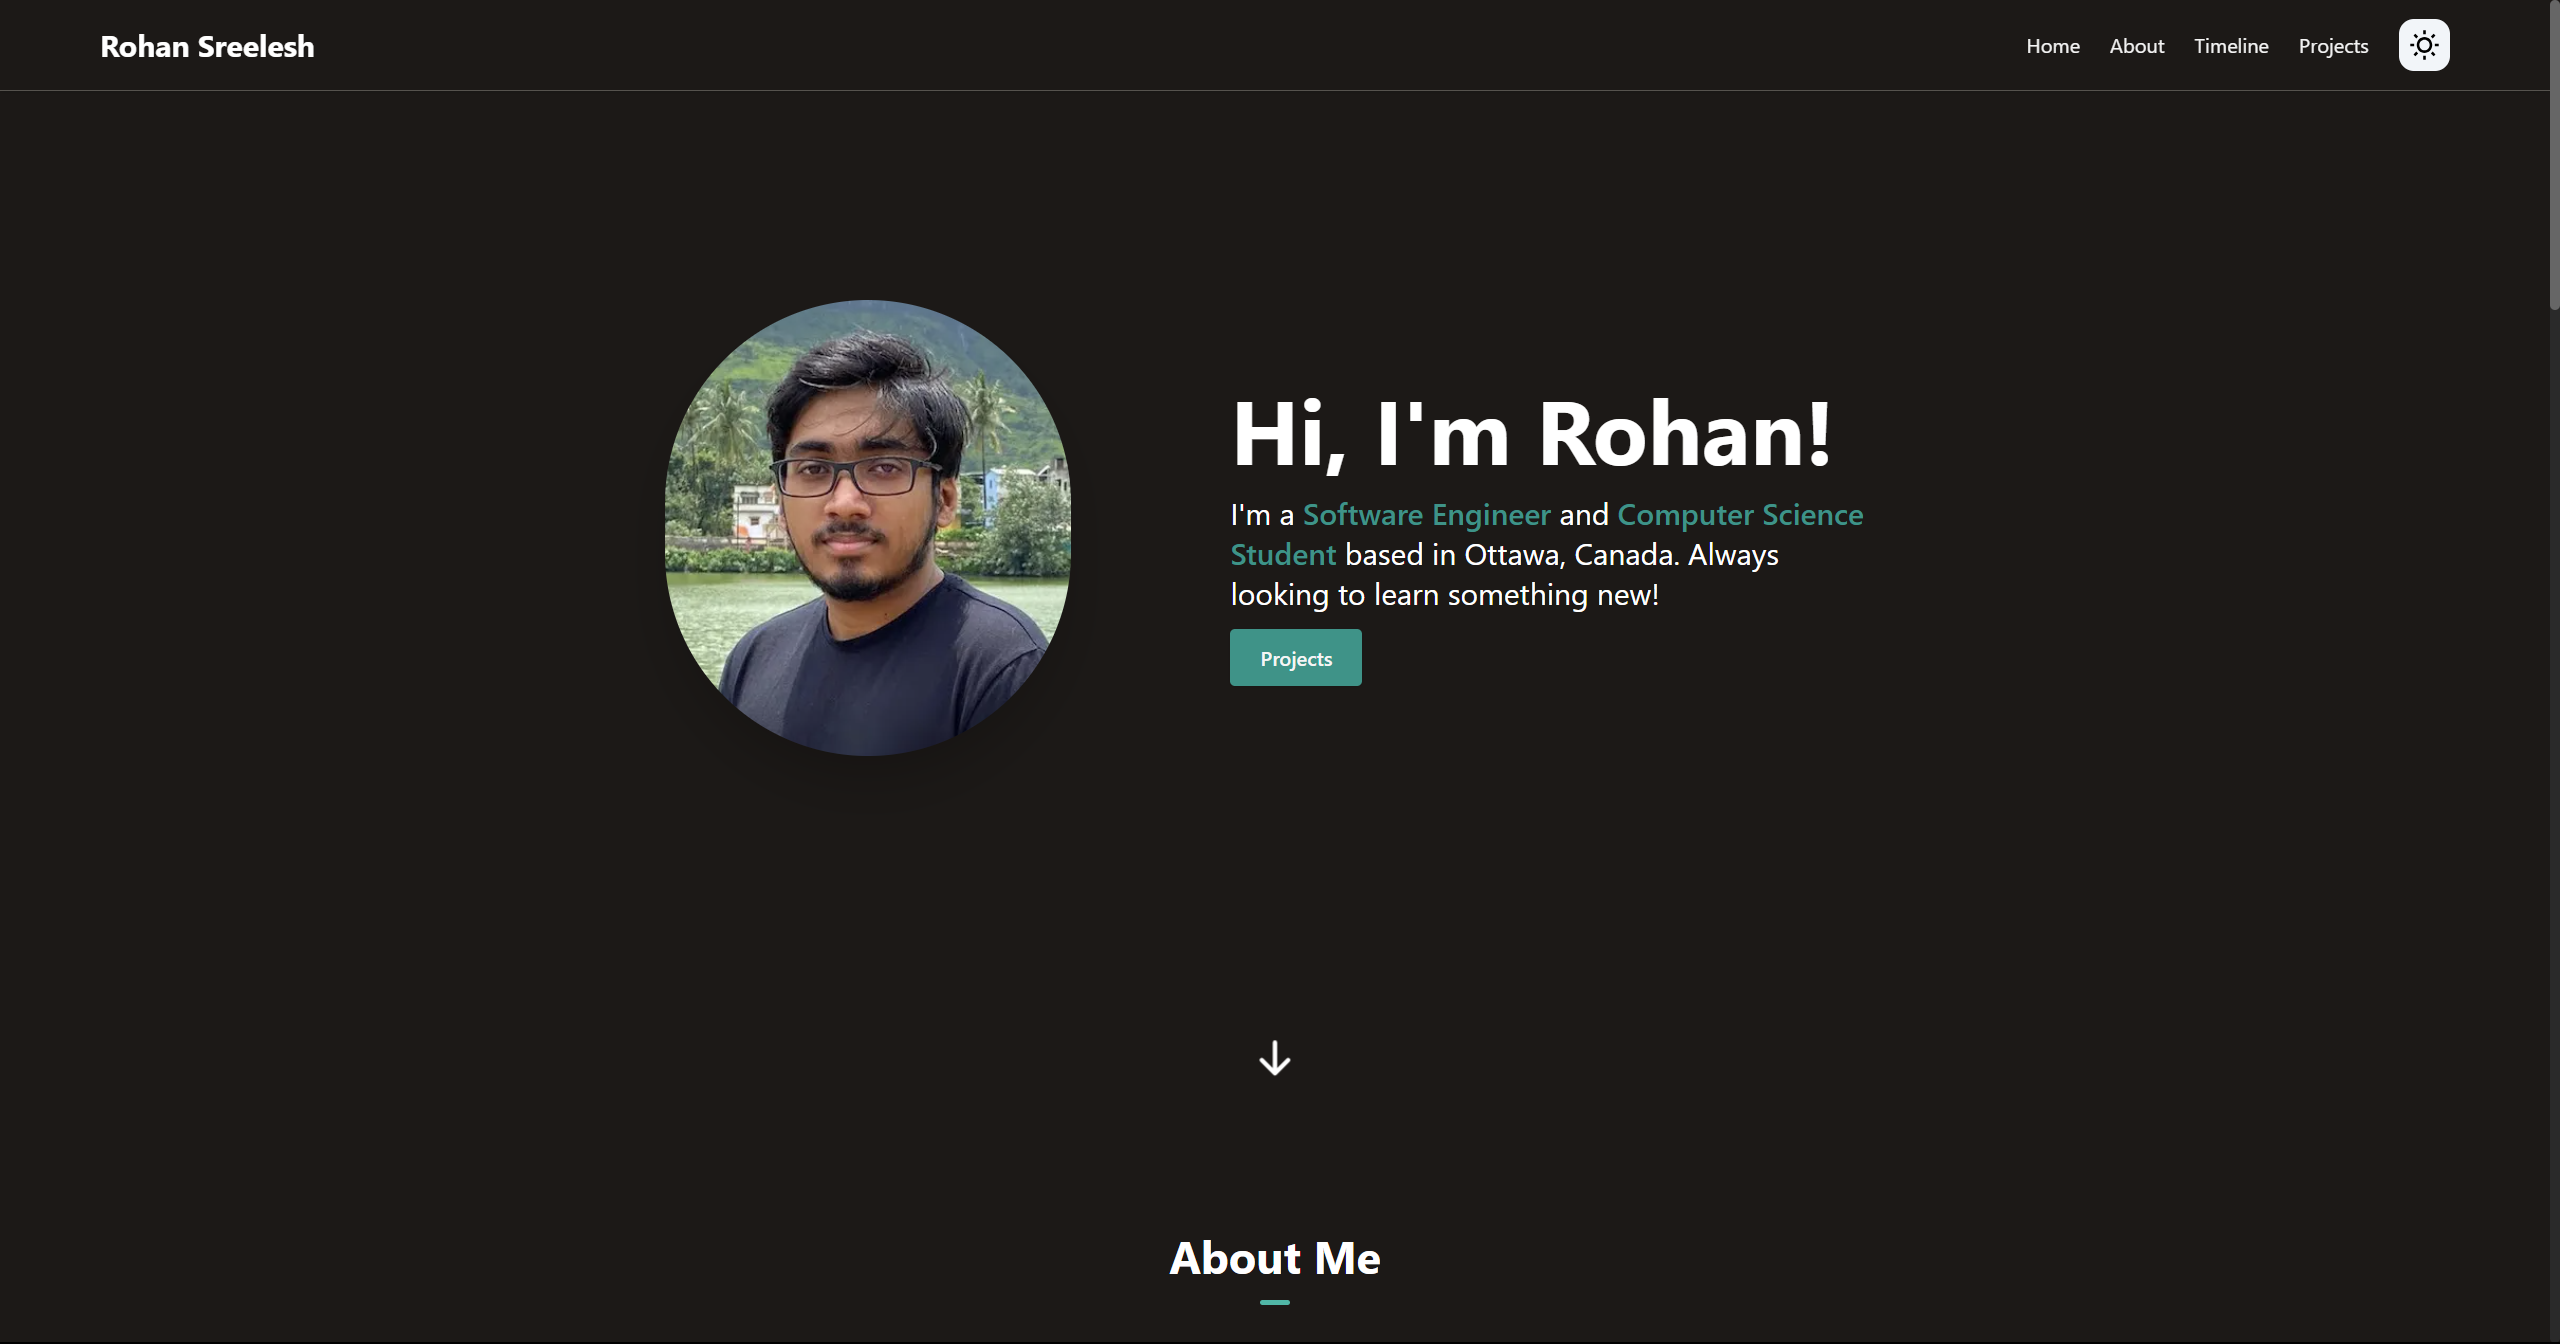 Rohan Sreelesh
Home About Timeline Projects
Hi, I'm Rohan!
I'm a Software Engineer and Computer Science
Student based in Ottawa, Canada. Always
looking to learn something new!
Projects
About Me